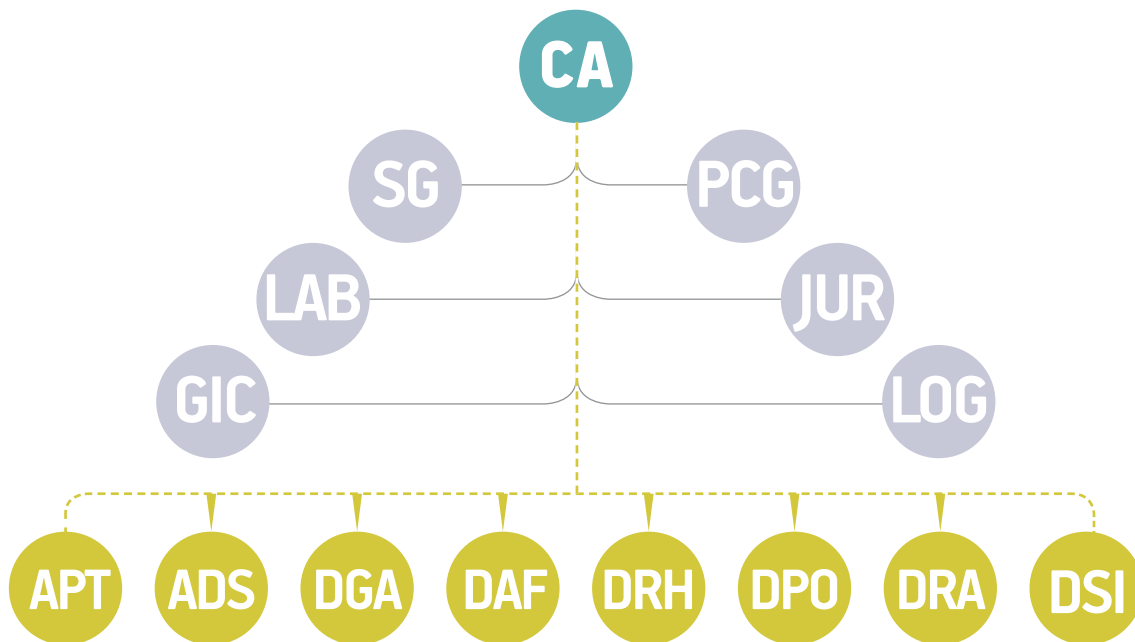 CA
SG
PCG
LAB
JUR
GIC
LOG
APT
ADS
DGA
DAF
DRH
DPO
DRA
DSI